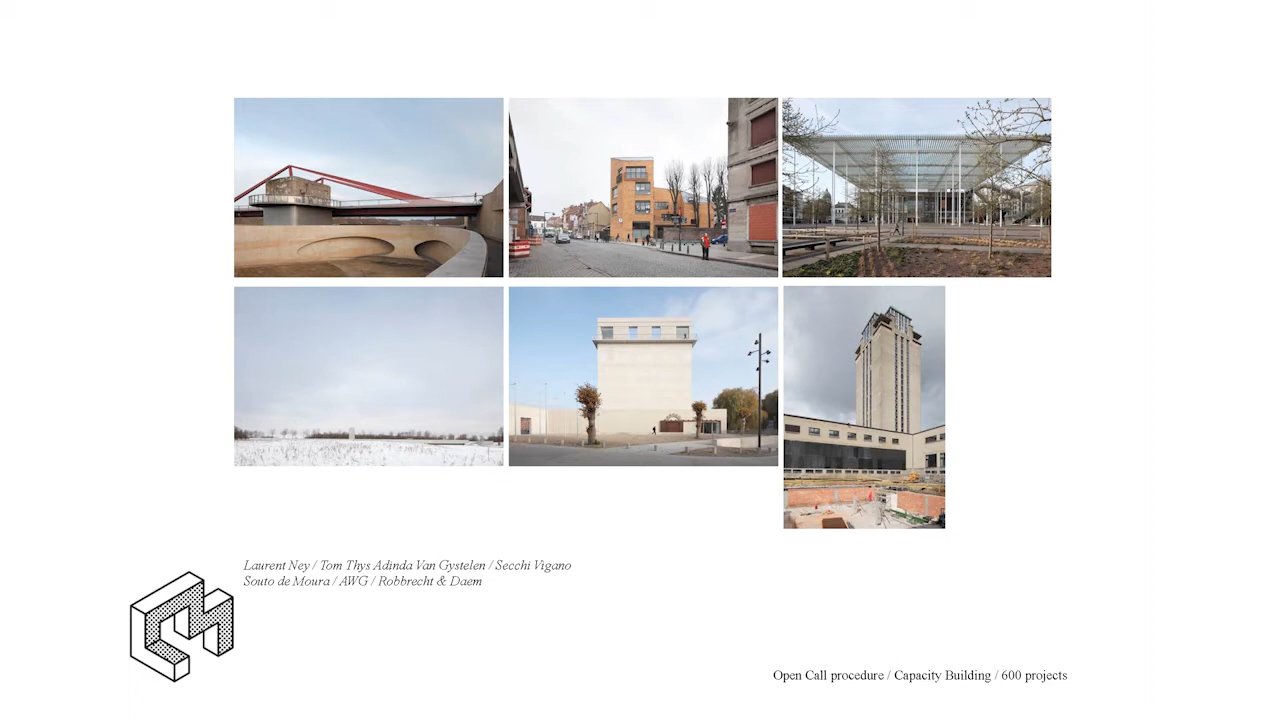 Laurent Ney / Tom Thys Adinda Van Gystelen / Secchi Vigano
Souto de Moura / AWG / Robbrecht & Daem
Open Call procedure / Capacity Building / 600 projects